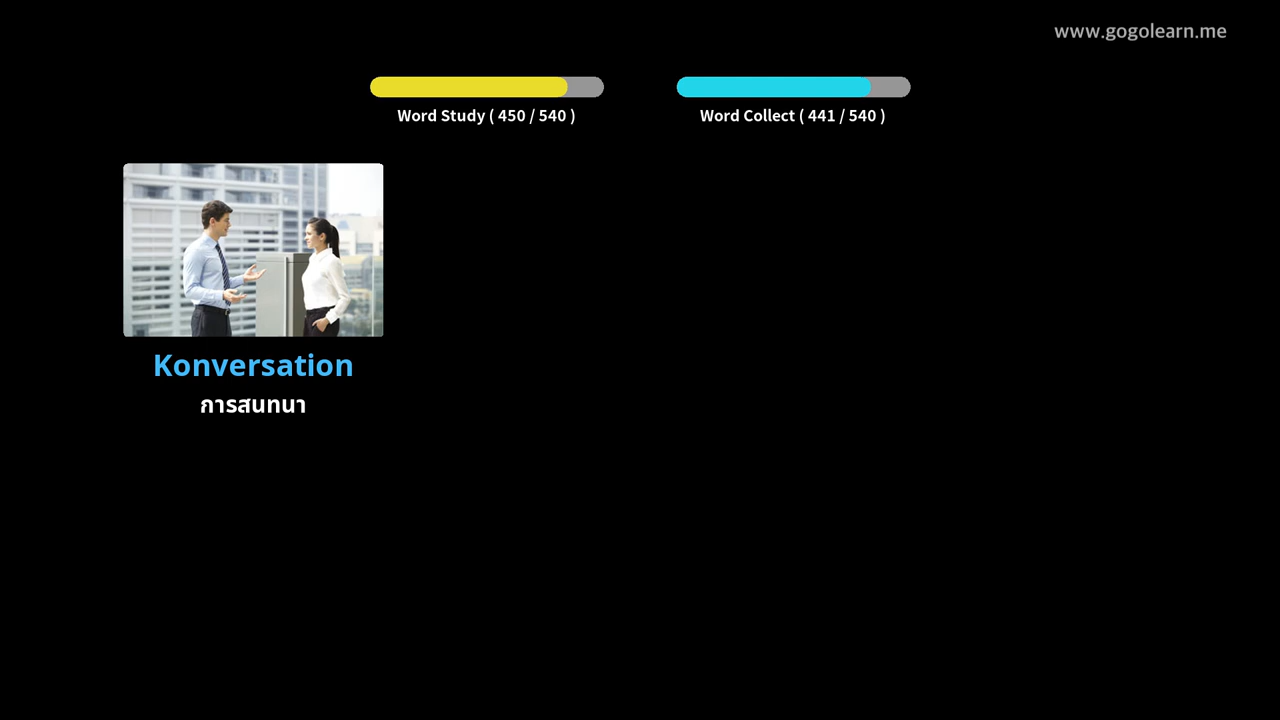 www.gogolearn.me
Word Study ( 450 / 540 )
Word Collect ( 441 / 540 )
Konversation
การสนทนา